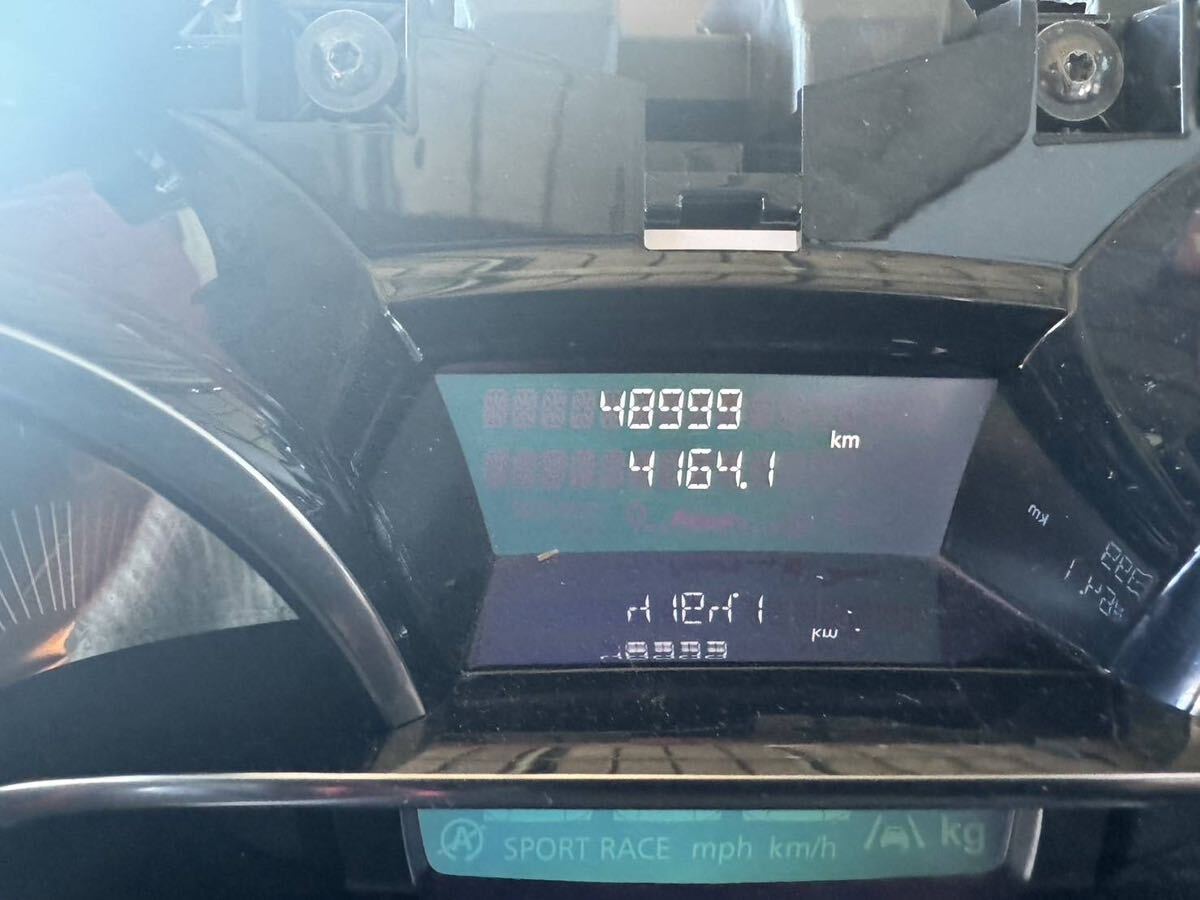 48999
km
4164.1
SPORT RACE mph km/h kg